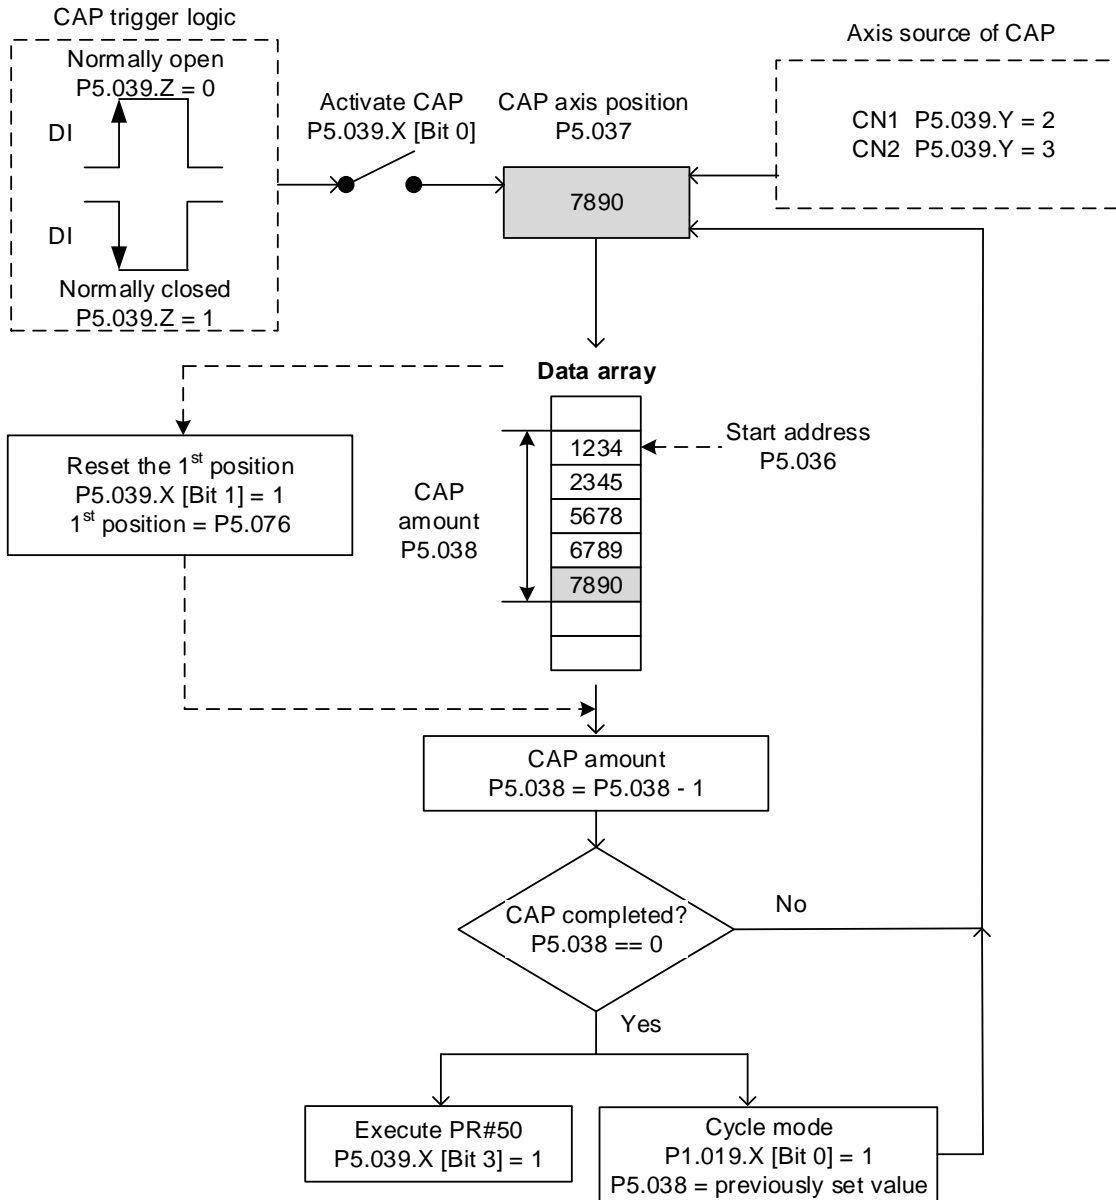 CAP trigger logic
Normally open
P5.039.Z = 0
DI
DI
Normally closed
P5.039.Z = 1
Activate CAP
P5.039.X [Bit 0]
CAP axis position
P5.037
7890
Axis source of CAP
CN1 P5.039.Y = 2
CN2 P5.039.Y = 3
Data array
1234
2345
5678
6789
7890
Start address
P5.036
CAP
amount
P5.038
Reset the 1st position
P5.039.X [Bit 1] = 1
1st position = P5.076
CAP amount
P5.038 = P5.038 - 1
CAP completed?
P5.038 == 0
No
Yes
Execute PR#50
P5.039.X [Bit 3] = 1
Cycle mode
P1.019.X [Bit 0] = 1
P5.038 = previously set value